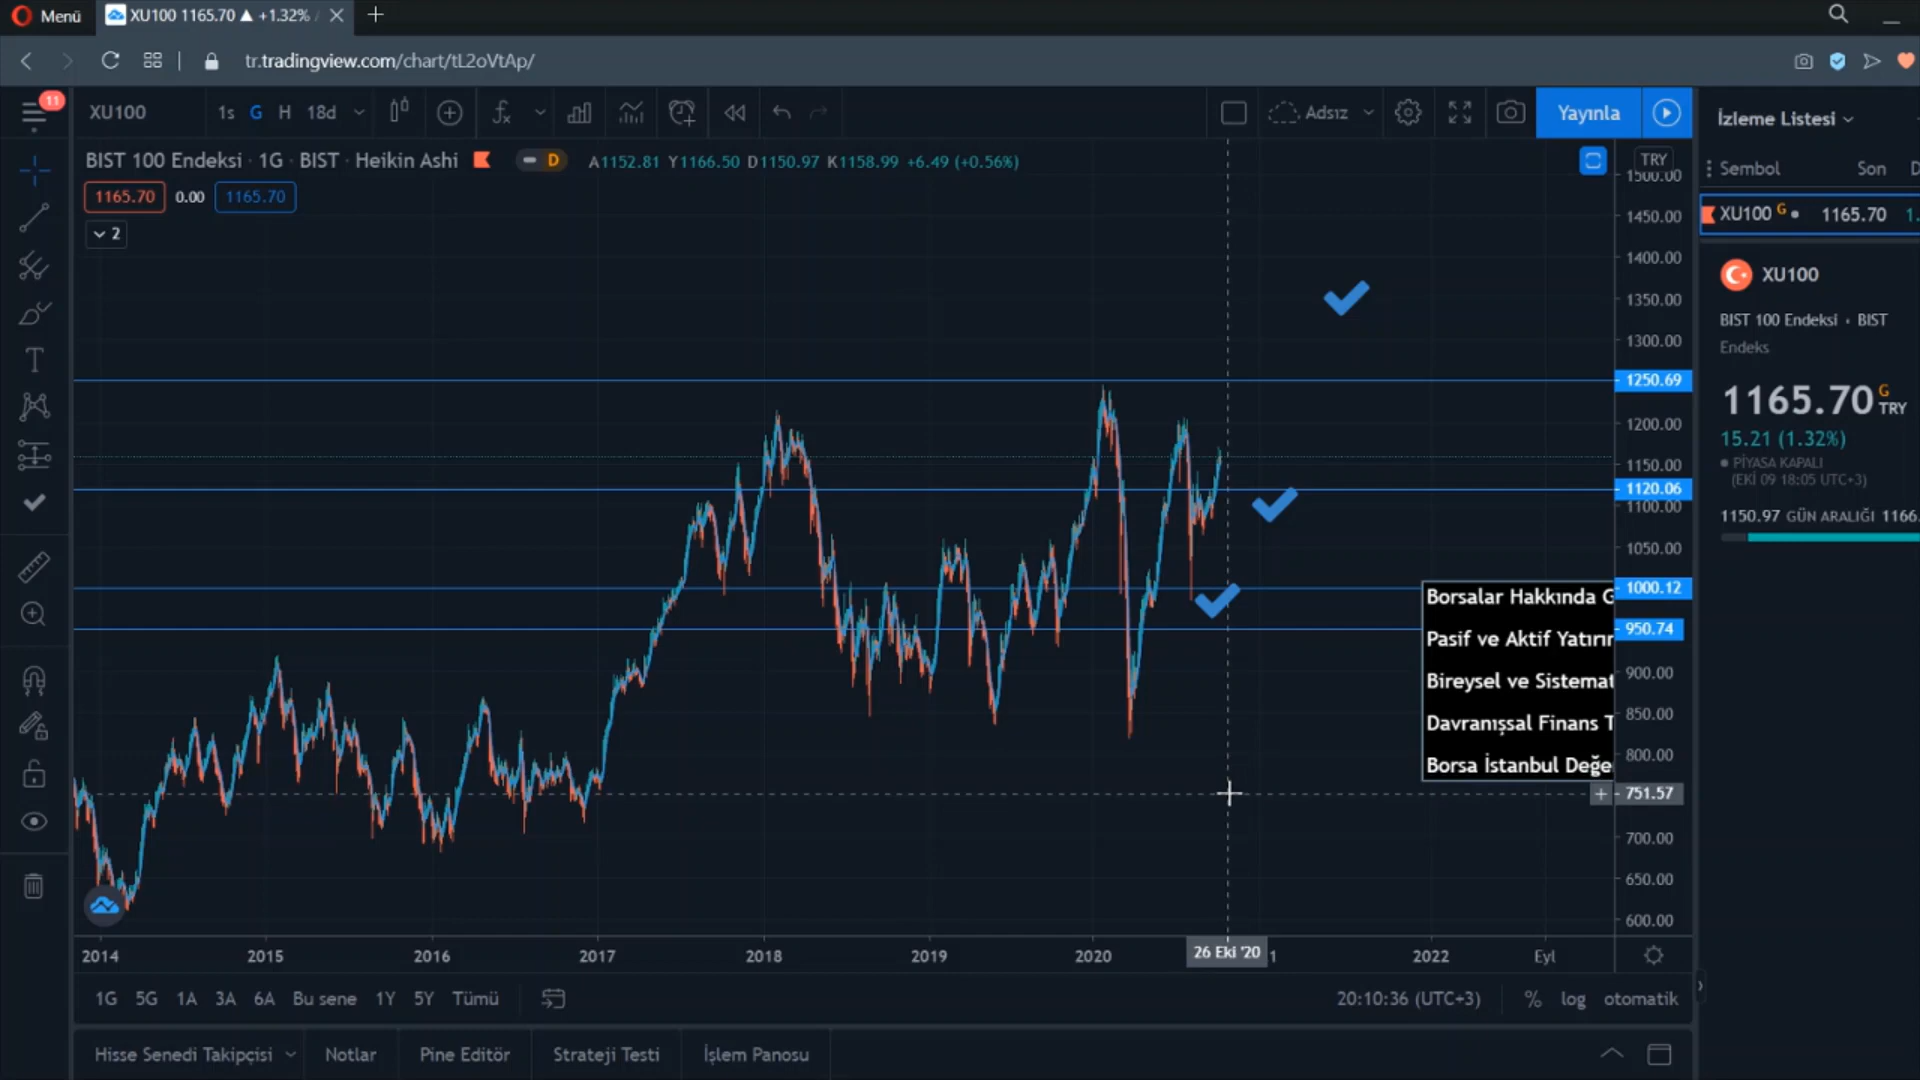 Menü
XU100 1165.70 ▲ +1.32% /
tr.tradingview.com/chart/tL2oVtAp/
11
XU100 1s G H 18d
Adsız
Yayınla
İzleme Listesi
BIST 100 Endeksi · 1G · BIST · Heikin Ashi
D A1152.81 Y1166.50 D1150.97 K1158.99 +6.49 (+0.56%)
TRY
Sembol Son D
1165.70 0.00 1165.70
2
XU100 G 1165.70 1.
XU100
BIST 100 Endeksi · BIST
Endeks
1165.70 G TRY
15.21 (1.32%)
PİYASA KAPALI
(EKİ 09 18:05 UTC+3)
1150.97 GÜN ARALIĞI 1166.
1500.00
1450.00
1400.00
1350.00
1300.00
1250.69
1200.00
1150.00
1120.06
1100.00
1050.00
1000.12
950.74
900.00
850.00
800.00
751.57
700.00
650.00
600.00
Borsalar Hakkında G
Pasif ve Aktif Yatırır
Bireysel ve Sistemat
Davranışsal Finans T
Borsa İstanbul Değe
2014 2015 2016 2017 2018 2019 2020 26 Eki '20 1 2022 Eyl
1G 5G 1A 3A 6A Bu sene 1Y 5Y Tümü
20:10:36 (UTC+3) % log otomatik
Hisse Senedi Takipçisi Notlar Pine Editör Strateji Testi İşlem Panosu